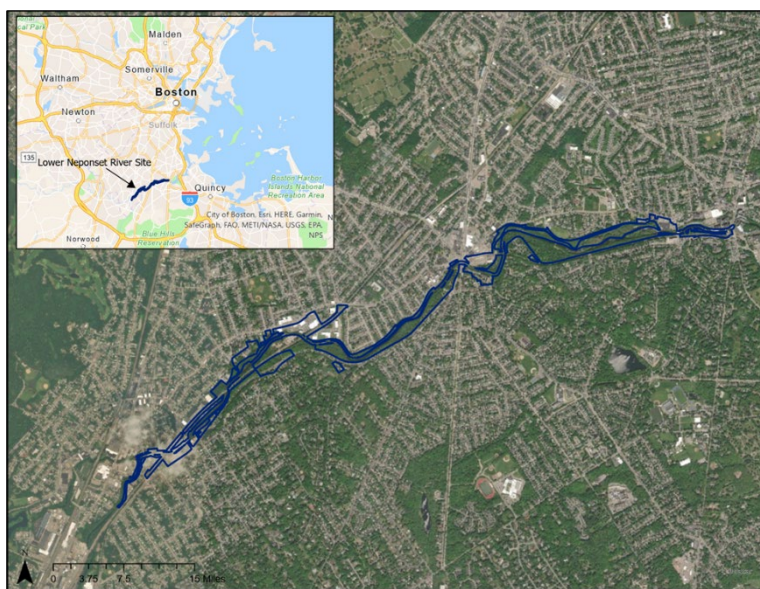 Malden
Waltham
Somerville
Boston
Newton
Suffolk
135
Lower Neponset River Site
Boston Harbor
Islands National
Recreation Area
Quincy
93
City of Boston, Esri, HERE, Garmin,
SafeGraph, FAO, METI/NASA, USGS, EPA,
NPS
Blue Hills
Reservation
Norwood
N
0 3.75 7.5 15 Miles